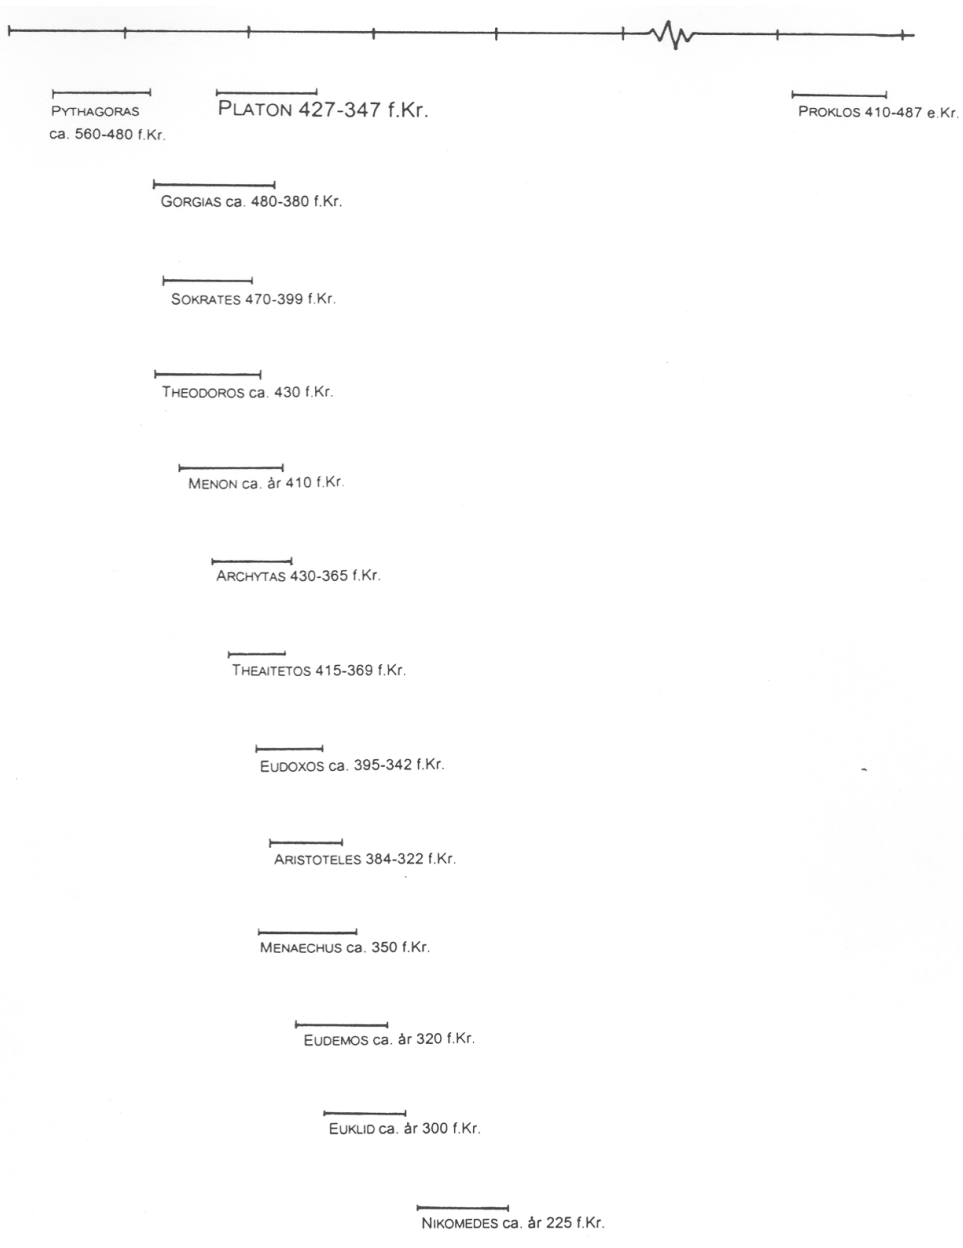 PYTHAGORAS
ca. 560-480 f.Kr.
PLATON 427-347 f.Kr.
PROKLOS 410-487 e.Kr.
GORGIAS ca. 480-380 f.Kr.
SOKRATES 470-399 f.Kr.
THEODOROS ca. 430 f.Kr.
MENON ca. år 410 f.Kr.
ARCHYTAS 430-365 f.Kr.
THEAITETOS 415-369 f.Kr.
EUDOXOS ca. 395-342 f.Kr.
ARISTOTELES 384-322 f.Kr.
MENAECHUS ca. 350 f.Kr.
EUDEMOS ca. år 320 f.Kr.
EUKLID ca. år 300 f.Kr.
NIKOMEDES ca. år 225 f.Kr.